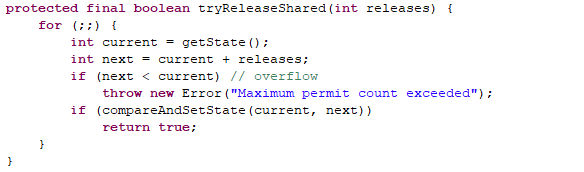 protected final boolean tryReleaseShared(int releases) {
    for (;;) {
        int current = getState();
        int next = current + releases;
        if (next < current) // overflow
            throw new Error("Maximum permit count exceeded");
        if (compareAndSetState(current, next))
            return true;
    }
}